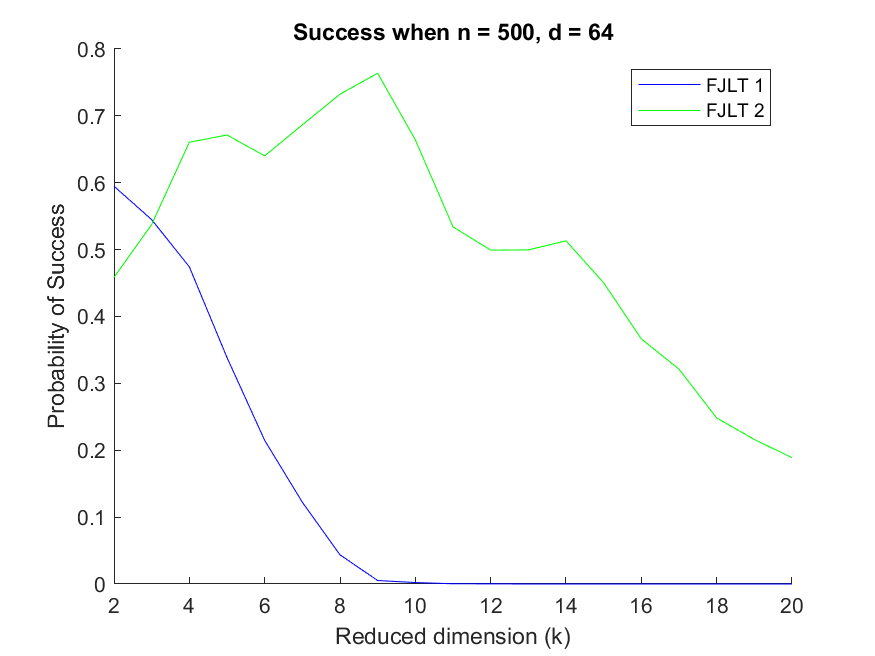 Success when n = 500, d = 64
FJLT 1
FJLT 2
Probability of Success
0.8
0.7
0.6
0.5
0.4
0.3
0.2
0.1
0
2 4 6 8 10 12 14 16 18 20
Reduced dimension (k)